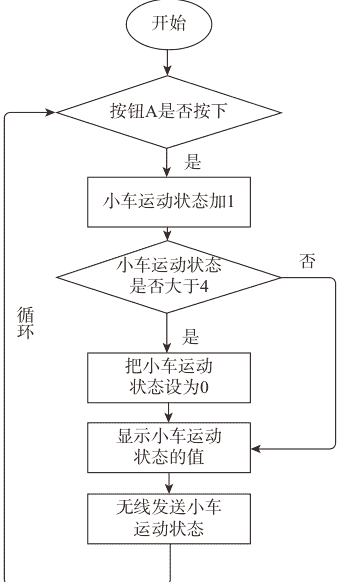 开始
按钮A是否按下
是
小车运动状态加1
小车运动状态
是否大于4
否
循
环
是
把小车运动
状态设为0
显示小车运动
状态的值
无线发送小车
运动状态